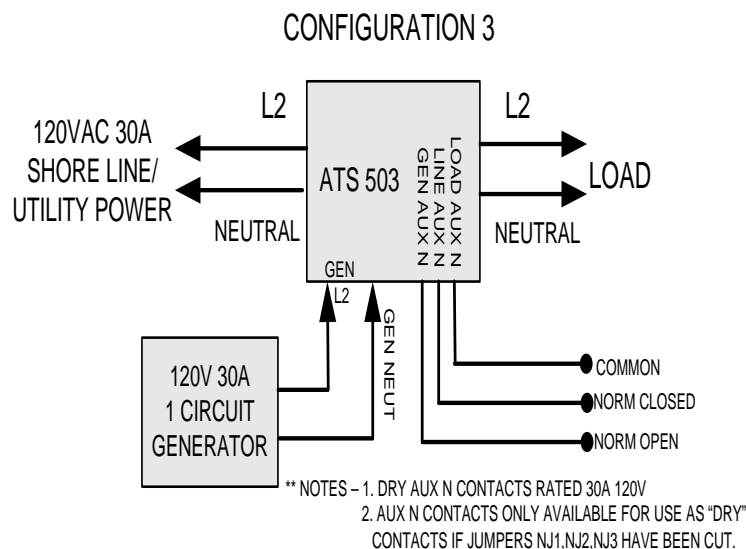 CONFIGURATION 3
L2
L2
120VAC 30A
SHORE LINE/
UTILITY POWER
ATS 503
LOAD AUX N
LINE AUX N
GEN AUX N
LOAD
NEUTRAL
NEUTRAL
GEN
L2
GEN NEUT
120V 30A
1 CIRCUIT
GENERATOR
COMMON
NORM CLOSED
NORM OPEN
** NOTES – 1. DRY AUX N CONTACTS RATED 30A 120V
2. AUX N CONTACTS ONLY AVAILABLE FOR USE AS “DRY”
CONTACTS IF JUMPERS NJ1,NJ2,NJ3 HAVE BEEN CUT.